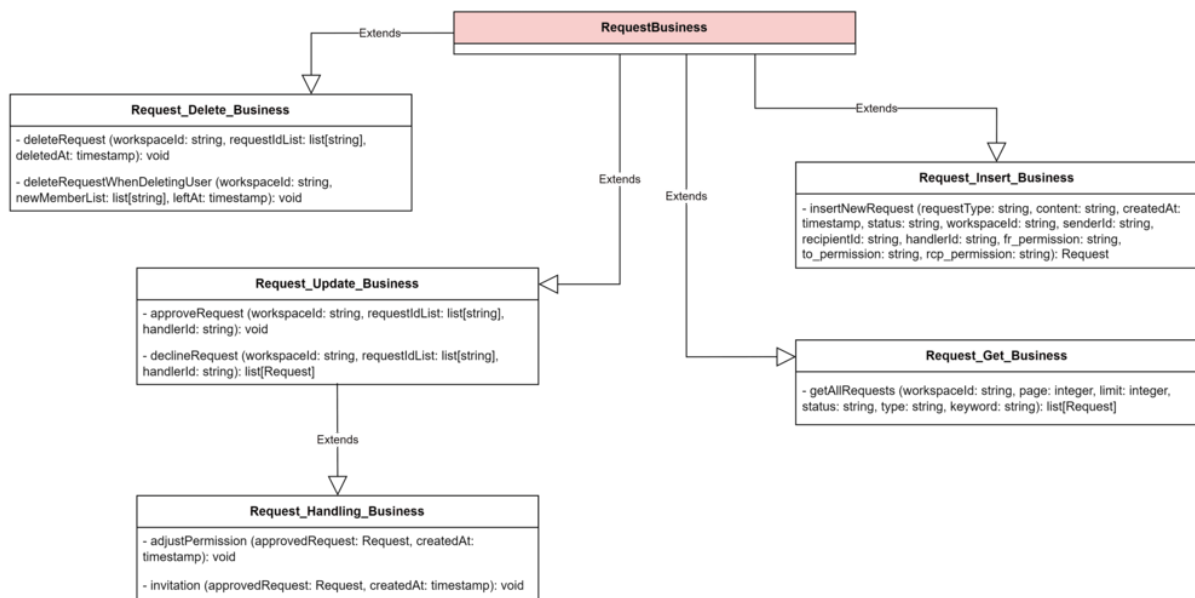 RequestBusiness
Extends
Request_Delete_Business
- deleteRequest (workspaceId: string, requestIdList: list[string],
deletedAt: timestamp): void
- deleteRequestWhenDeletingUser (workspaceId: string,
newMemberList: list[string], leftAt: timestamp): void
Extends
Request_Insert_Business
- insertNewRequest (requestType: string, content: string, createdAt:
timestamp, status: string, workspaceId: string, senderId: string,
recipientId: string, handlerId: string, fr_permission: string,
to_permission: string, rcp_permission: string): Request
Extends
Extends
Request_Update_Business
- approveRequest (workspaceId: string, requestIdList: list[string],
handlerId: string): void
- declineRequest (workspaceId: string, requestIdList: list[string],
handlerId: string): list[Request]
Request_Get_Business
- getAllRequests (workspaceId: string, page: integer, limit: integer,
status: string, type: string, keyword: string): list[Request]
Extends
Request_Handling_Business
- adjustPermission (approvedRequest: Request, createdAt:
timestamp): void
- invitation (approvedRequest: Request, createdAt: timestamp): void